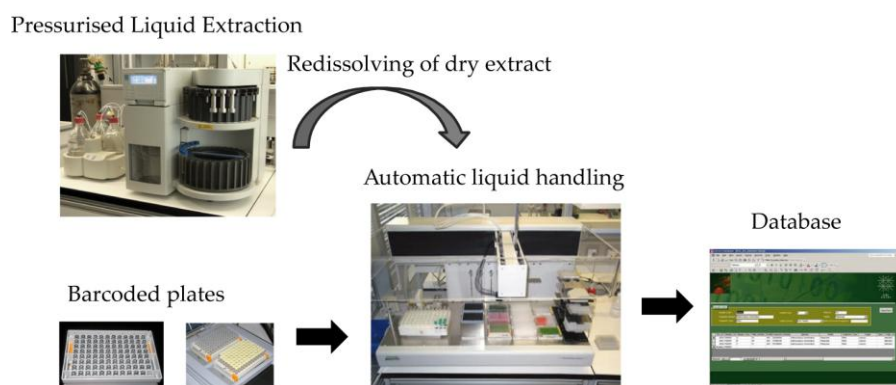 Pressurised Liquid Extraction
Redissolving of dry extract
Automatic liquid handling
Database
Barcoded plates